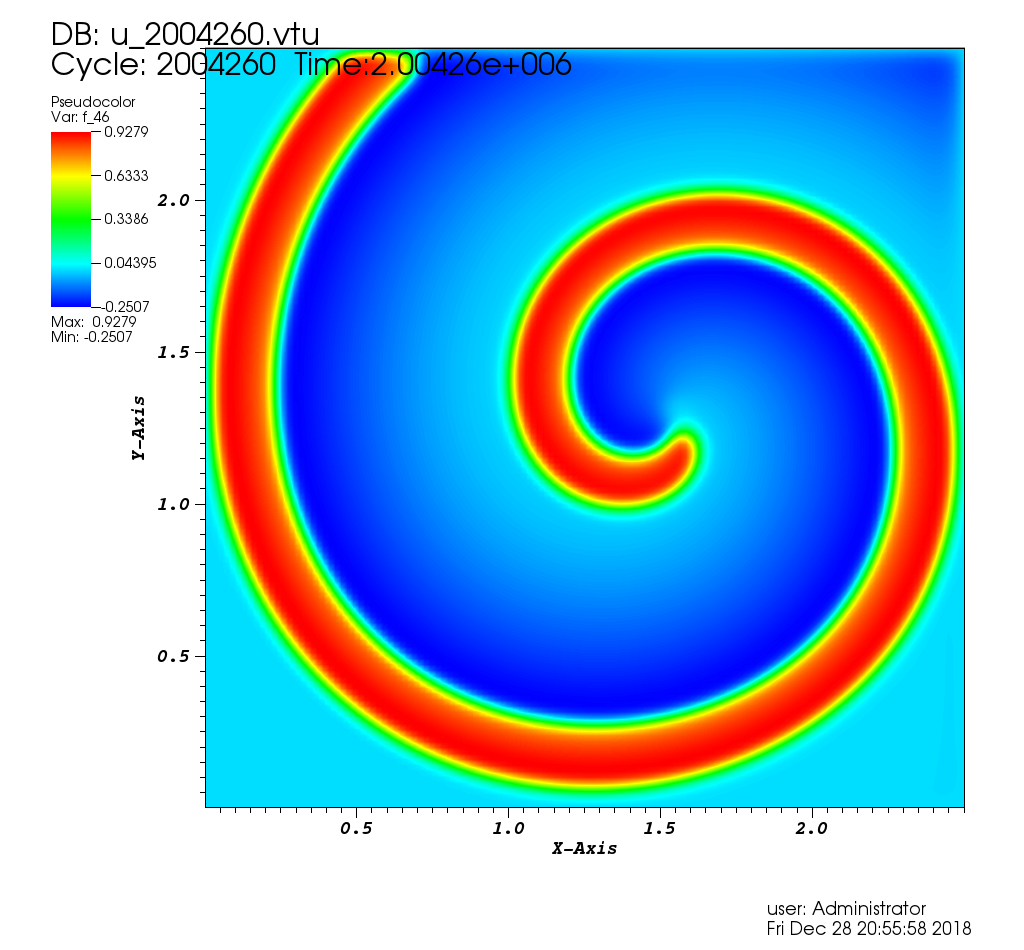 DB: u_2004260.vtu
Cycle: 2004260 Time:2.00426e+006
Pseudocolor
Var: f_46
0.9279
0.6333
0.3386
0.04395
-0.2507
Max: 0.9279
Min: -0.2507
2.0
1.5
1.0
0.5
Y-Axis
0.5 1.0 1.5 2.0
X-Axis
user: Administrator
Fri Dec 28 20:55:58 2018